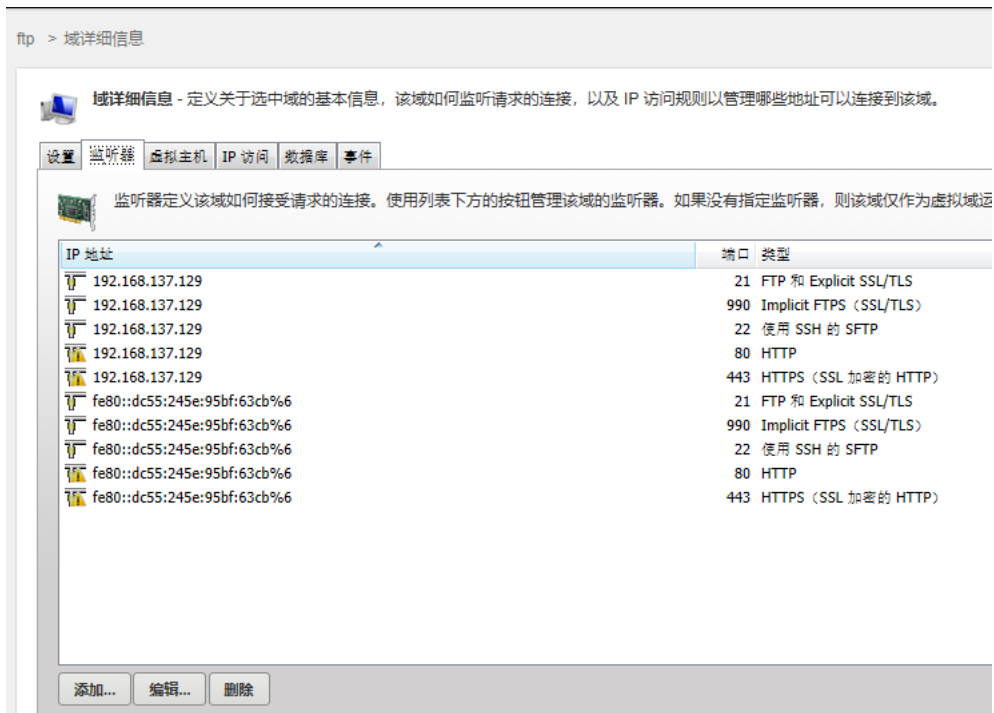 ftp > 域详细信息
域详细信息 - 定义关于选中域的基本信息，该域如何监听请求的连接，以及 IP 访问规则以管理哪些地址可以连接到该域。
设置 监听器 虚拟主机 IP 访问 数据库 事件
监听器定义该域如何接受请求的连接。使用列表下方的按钮管理该域的监听器。如果没有指定监听器，则该域仅作为虚拟域运
IP 地址 端口 类型
192.168.137.129 21 FTP 和 Explicit SSL/TLS
192.168.137.129 990 Implicit FTPS（SSL/TLS）
192.168.137.129 22 使用 SSH 的 SFTP
192.168.137.129 80 HTTP
192.168.137.129 443 HTTPS（SSL 加密的 HTTP）
fe80::dc55:245e:95bf:63cb%6 21 FTP 和 Explicit SSL/TLS
fe80::dc55:245e:95bf:63cb%6 990 Implicit FTPS（SSL/TLS）
fe80::dc55:245e:95bf:63cb%6 22 使用 SSH 的 SFTP
fe80::dc55:245e:95bf:63cb%6 80 HTTP
fe80::dc55:245e:95bf:63cb%6 443 HTTPS（SSL 加密的 HTTP）
添加... 编辑... 删除